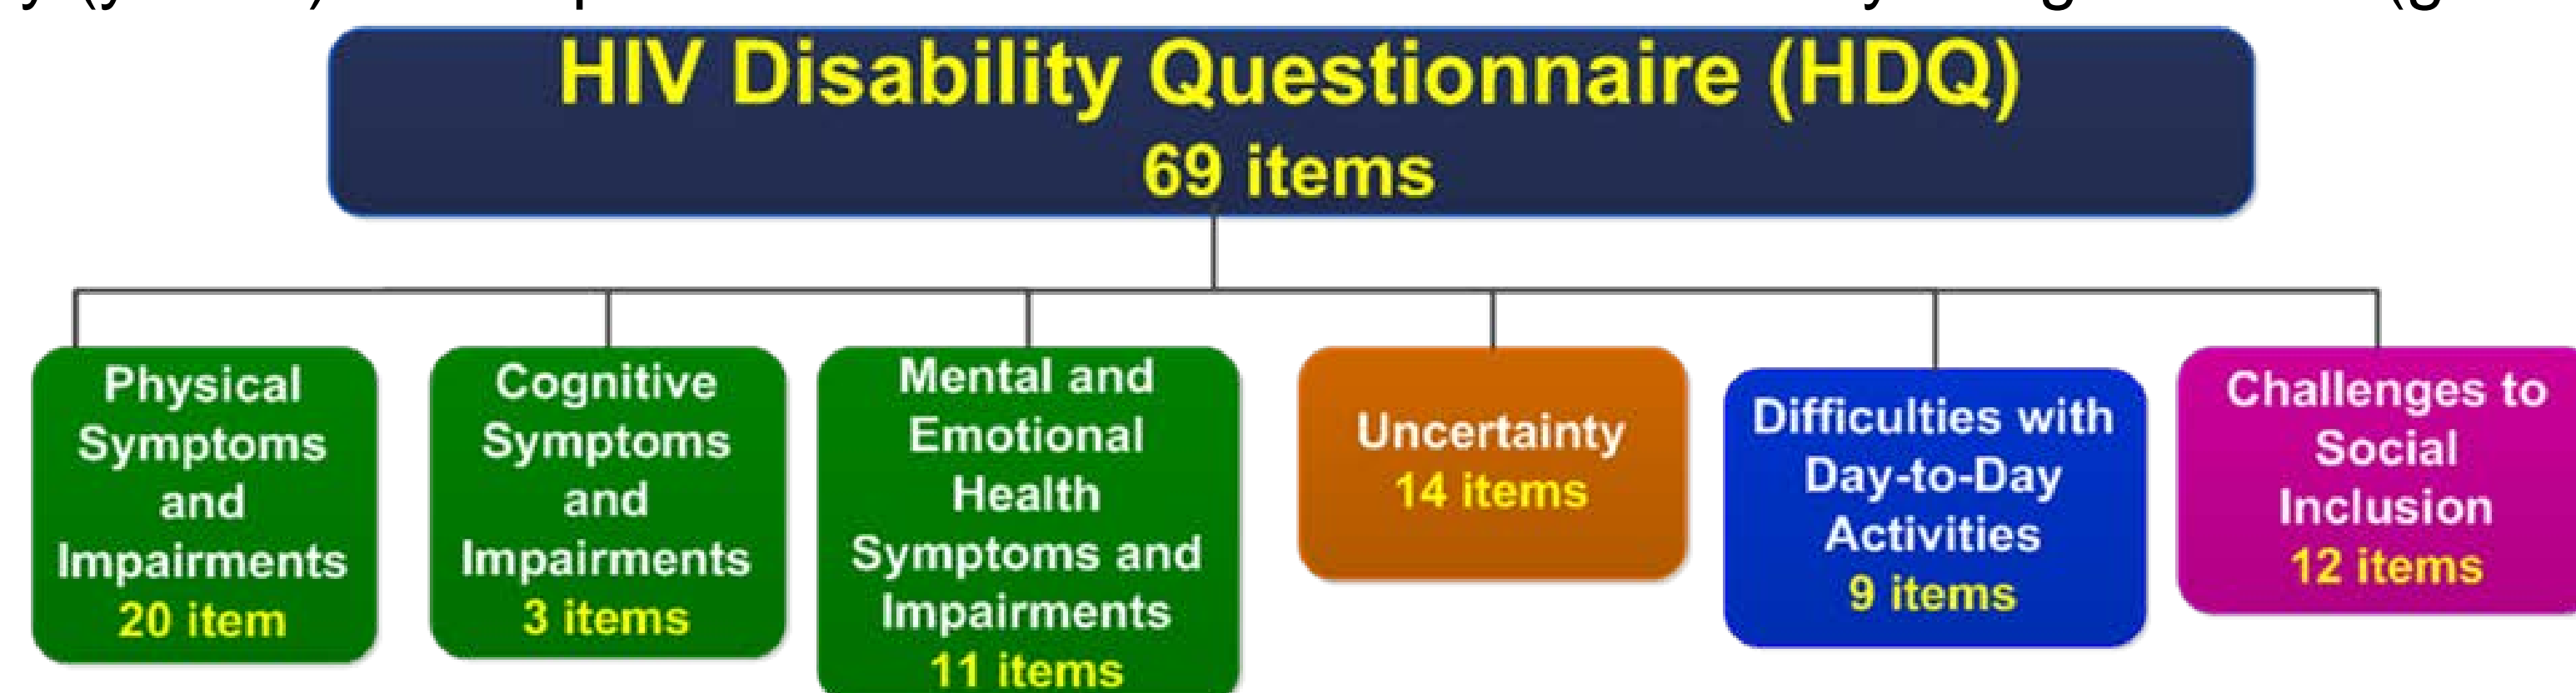 HIV Disability Questionnaire (HDQ)
69 items
Physical
Symptoms
and
Impairments
20 item
Cognitive
Symptoms
and
Impairments
3 items
Mental and
Emotional
Health
Symptoms and
Impairments
11 items
Uncertainty
14 items
Difficulties with
Day-to-Day
Activities
9 items
Challenges to
Social
Inclusion
12 items